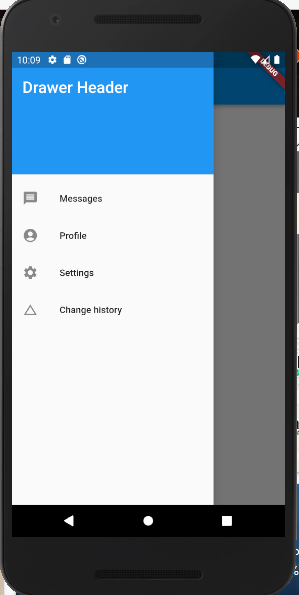 10:09
DEBUG
Drawer Header
Messages
Profile
Settings
Change history